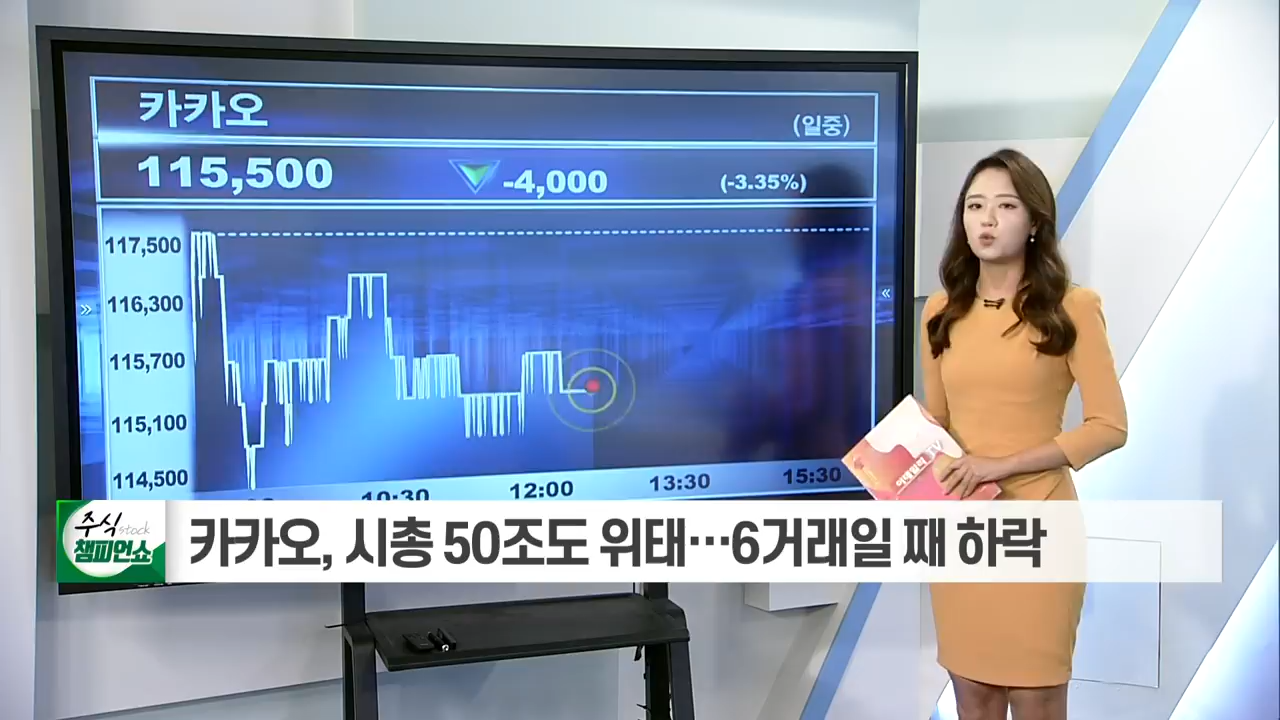 카카오
(일중)
115,500 -4,000 (-3.35%)
117,500
116,300
115,700
115,100
114,500
10:30 12:00 13:30 15:30
주식 stock
챔피언쇼
카카오, 시총 50조도 위태…6거래일 째 하락